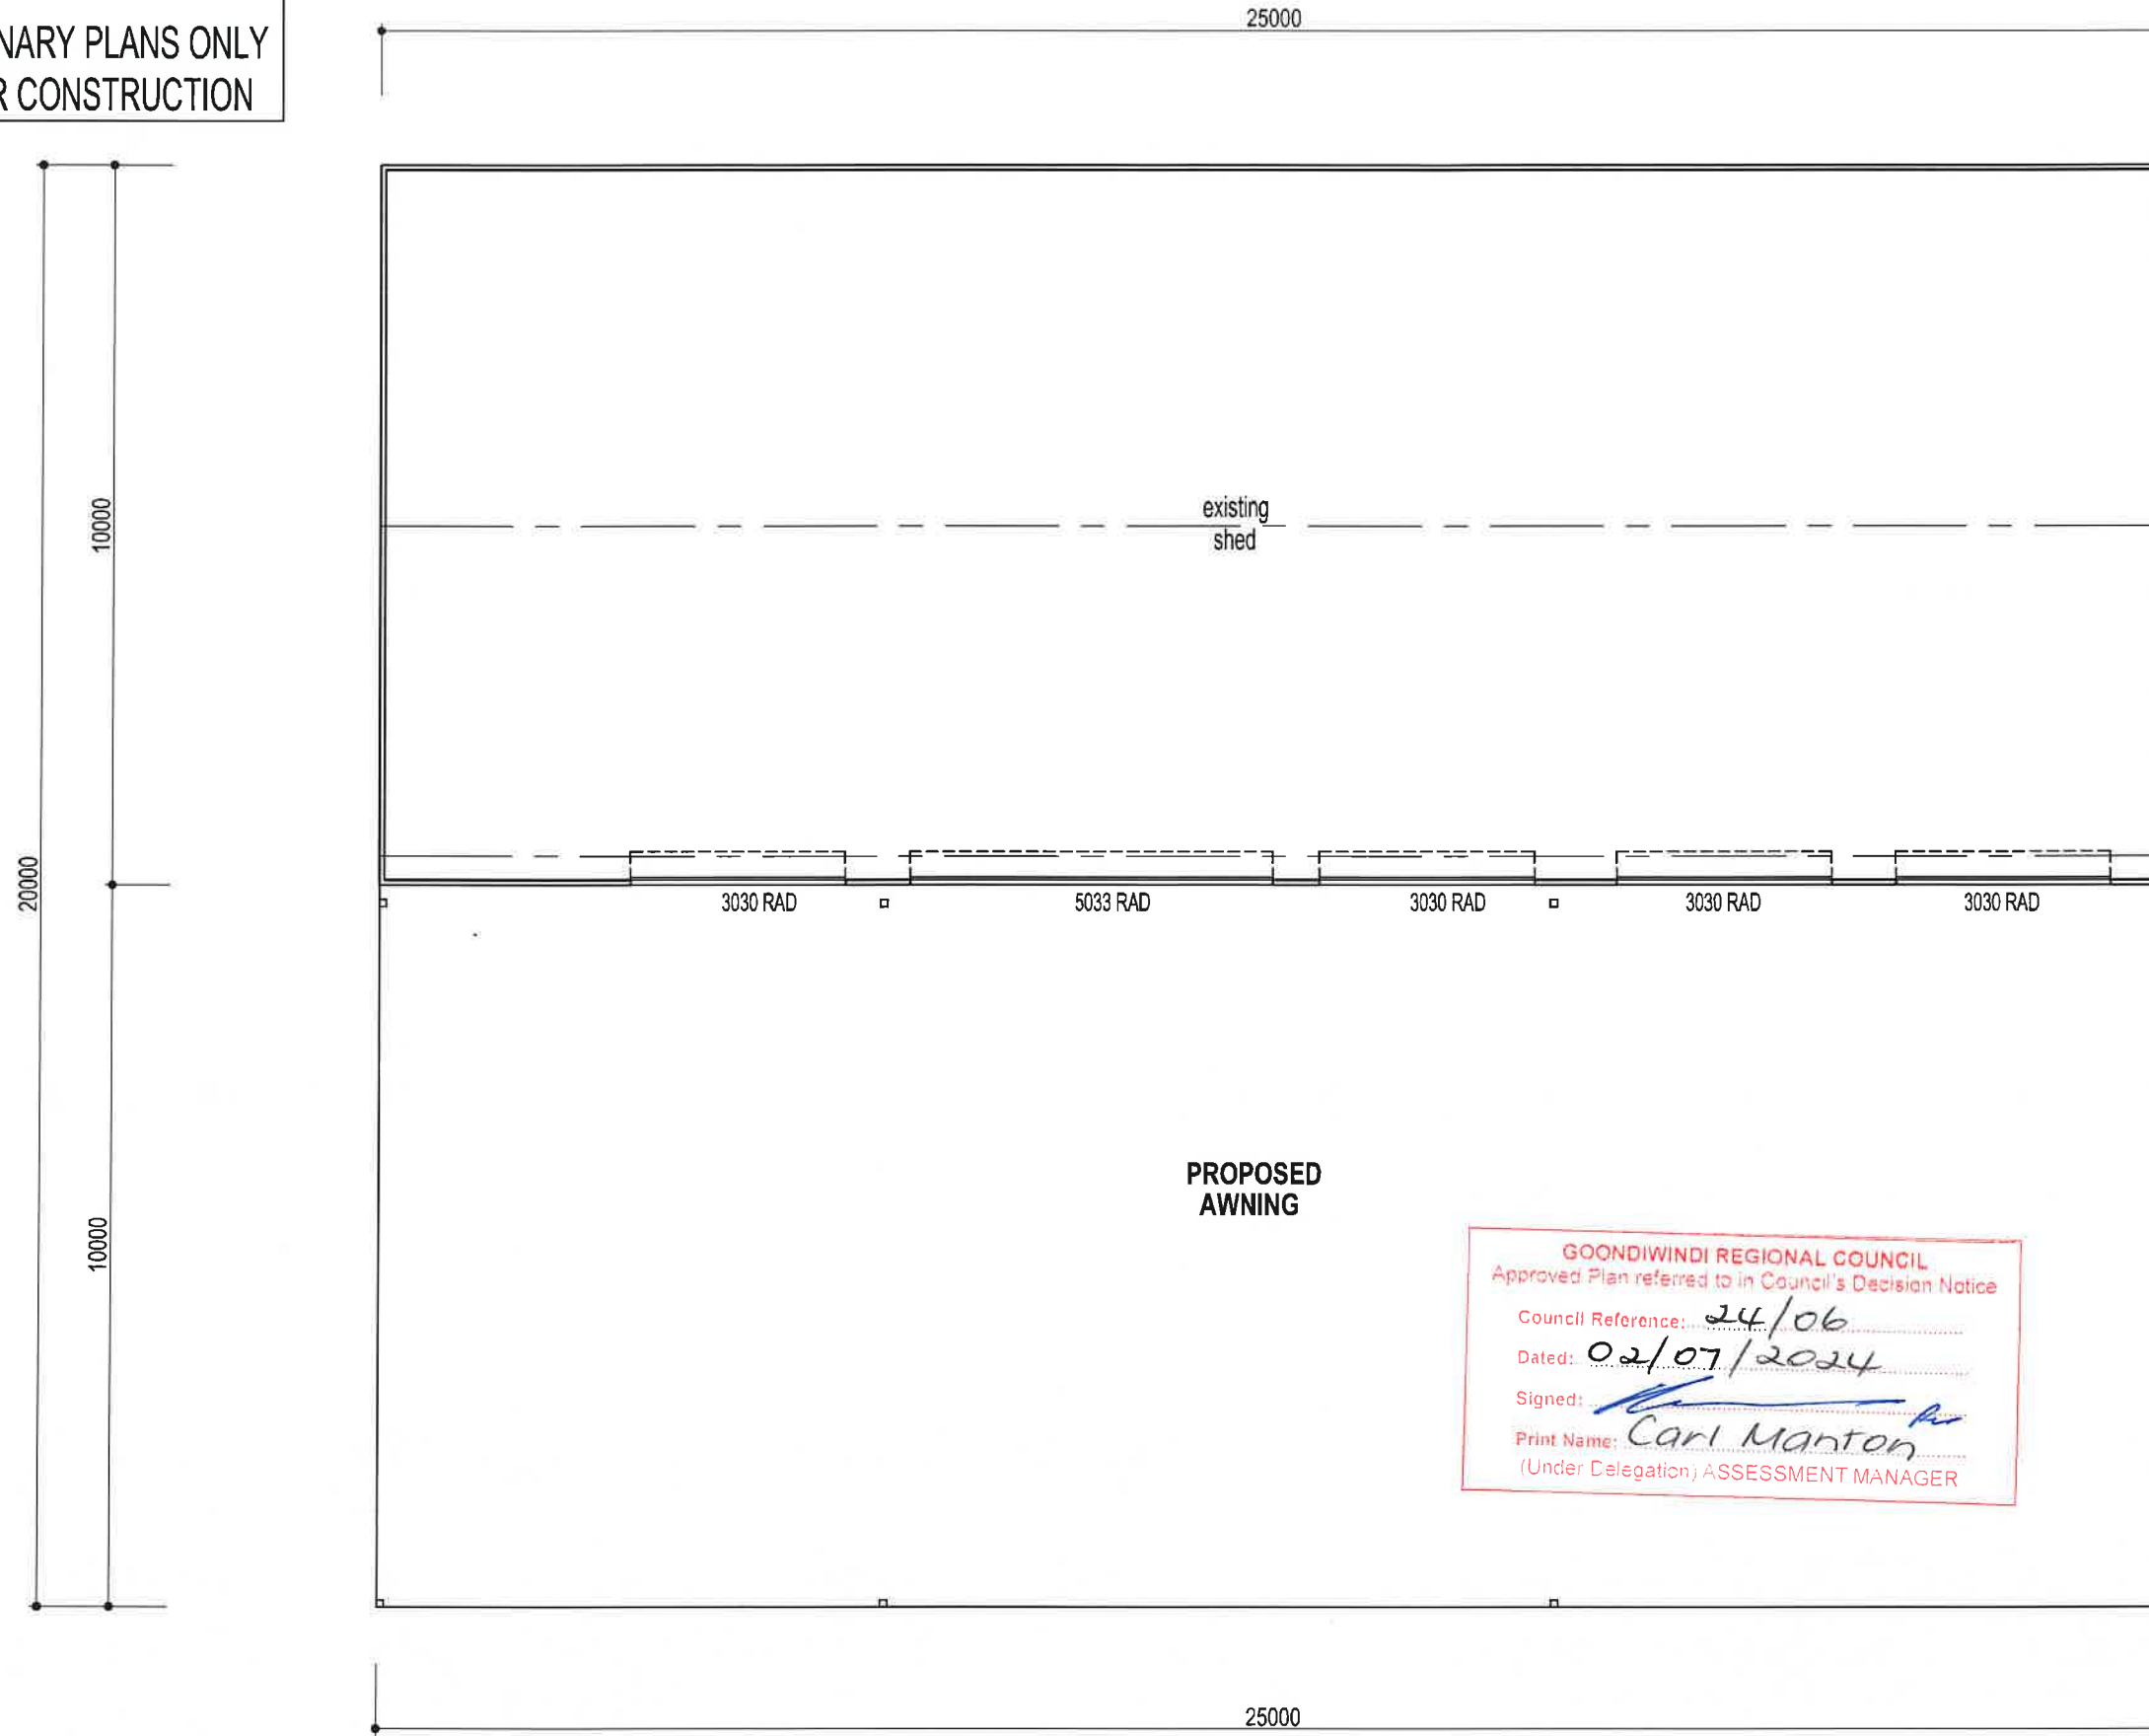 NARY PLANS ONLY
R CONSTRUCTION
25000
10000
20000
10000
existing
shed
3030 RAD
5033 RAD
3030 RAD
3030 RAD
3030 RAD
PROPOSED
AWNING
GOONDIWINDI REGIONAL COUNCIL
Approved Plan referred to in Council's Decision Notice
Council Reference: 24/06
Dated: 02/07/2024
Signed:
Print Name: Carl Manton
(Under Delegation) ASSESSMENT MANAGER
25000